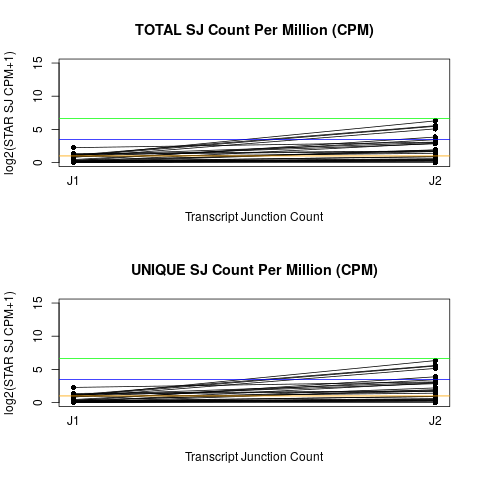 TOTAL SJ Count Per Million (CPM)
log2(STAR SJ CPM+1)
15
10
5
0
J1 J2
Transcript Junction Count
UNIQUE SJ Count Per Million (CPM)
log2(STAR SJ CPM+1)
15
10
5
0
J1 J2
Transcript Junction Count